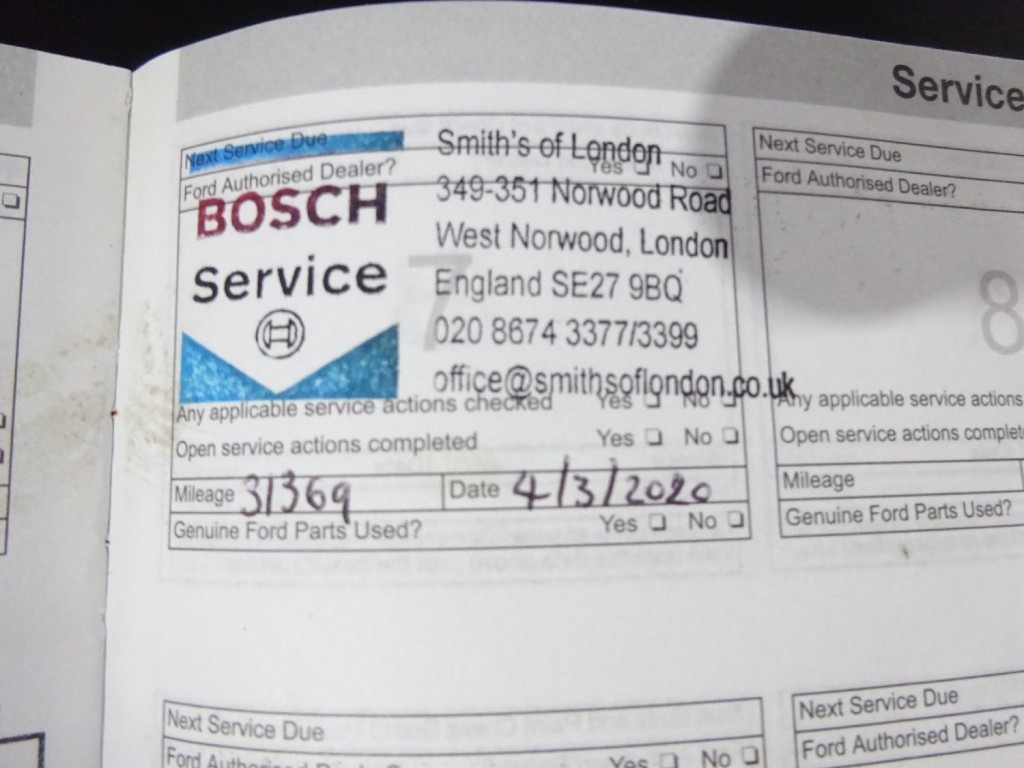 Service
Next Service Due
Ford Authorised Dealer? Yes No
BOSCH
Service
7
Smith's of London
349-351 Norwood Road
West Norwood, London
England SE27 9BQ
020 8674 3377/3399
office@smithsoflondon.co.uk
Any applicable service actions checked Yes No
Open service actions completed Yes No
Mileage 31369 Date 4/3/2020
Genuine Ford Parts Used? Yes No
Next Service Due
Ford Authorised Dealer?
8
Any applicable service actions
Open service actions complet
Mileage
Genuine Ford Parts Used?
Next Service Due
Ford Authorised Dealer? Yes No
Next Service Due
Ford Authorised Dealer?